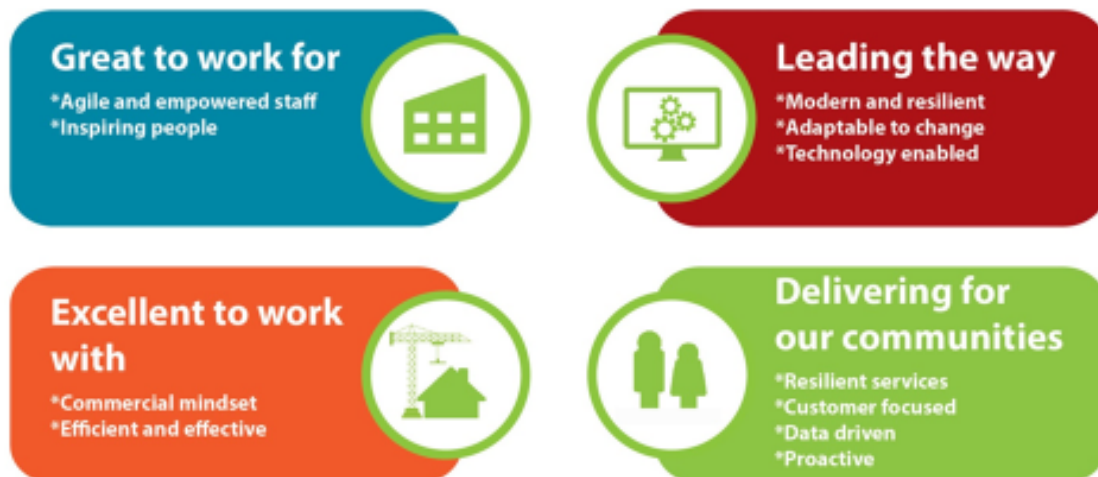 Great to work for
*Agile and empowered staff
*Inspiring people
Leading the way
*Modern and resilient
*Adaptable to change
*Technology enabled
Excellent to work
with
*Commercial mindset
*Efficient and effective
Delivering for
our communities
*Resilient services
*Customer focused
*Data driven
*Proactive